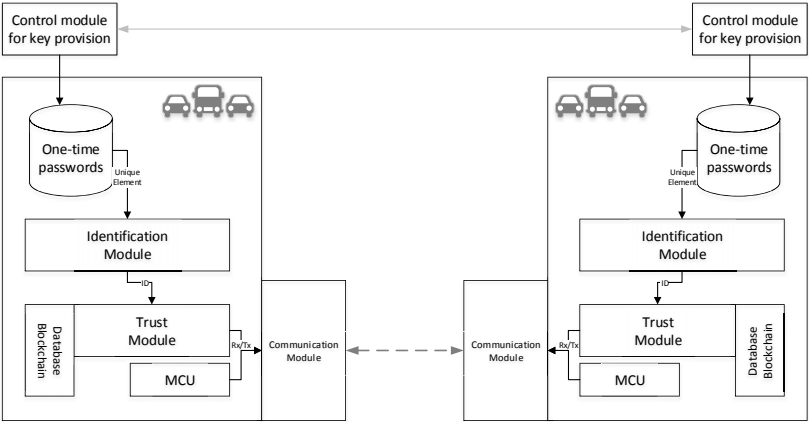 Control module
for key provision
Control module
for key provision
One-time
passwords
Unique
Element
Identification
Module
ID
Trust
Module
Database
Blockchain
Rx/Tx
MCU
Communication
Module
One-time
passwords
Unique
Element
Identification
Module
ID
Trust
Module
Database
Blockchain
Rx/Tx
MCU
Communication
Module